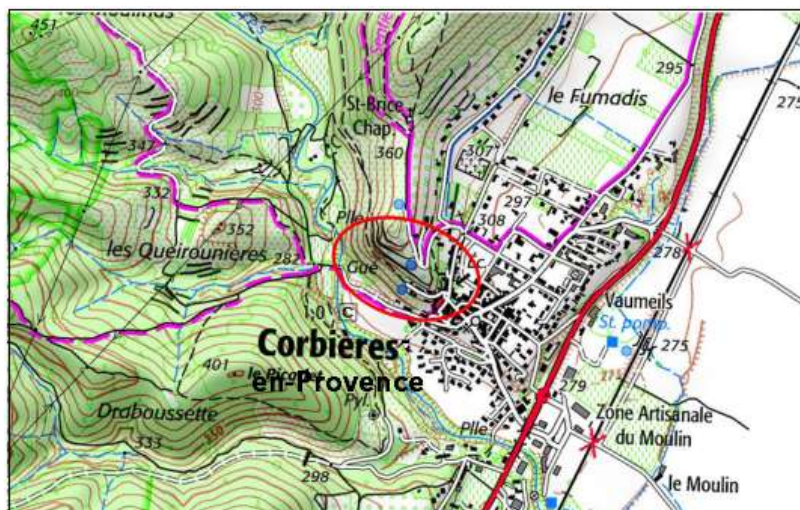 451
295
le Fumadis
275
St-Brice
Chap.
347
360
307
332
297
308
Plle
352
les Queirounières
Gué
282
278
Vaumeils
St. pomp.
C
Corbières
275
401
en-Provence
279
Zone Artisanale
du Moulin
Draboussette
Pyl.
Plle
333
350
298
le Moulin